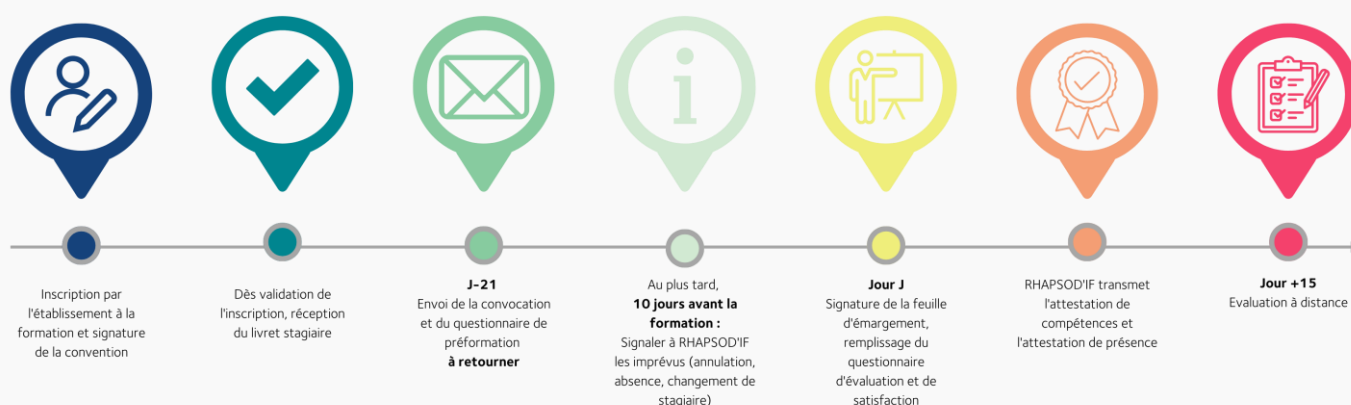 Inscription par
l'établissement à la
formation et signature
de la convention
Dès validation de
l'inscription, réception
du livret stagiaire
J-21
Envoi de la convocation
et du questionnaire de
préformation
à retourner
Au plus tard,
10 jours avant la
formation :
Signaler à RHAPSOD'IF
les imprévus (annulation,
absence, changement de
stagiaire)
Jour J
Signature de la feuille
d'émargement,
remplissage du
questionnaire
d'évaluation et de
satisfaction
RHAPSOD'IF transmet
l'attestation de
compétences et
l'attestation de présence
Jour +15
Evaluation à distance